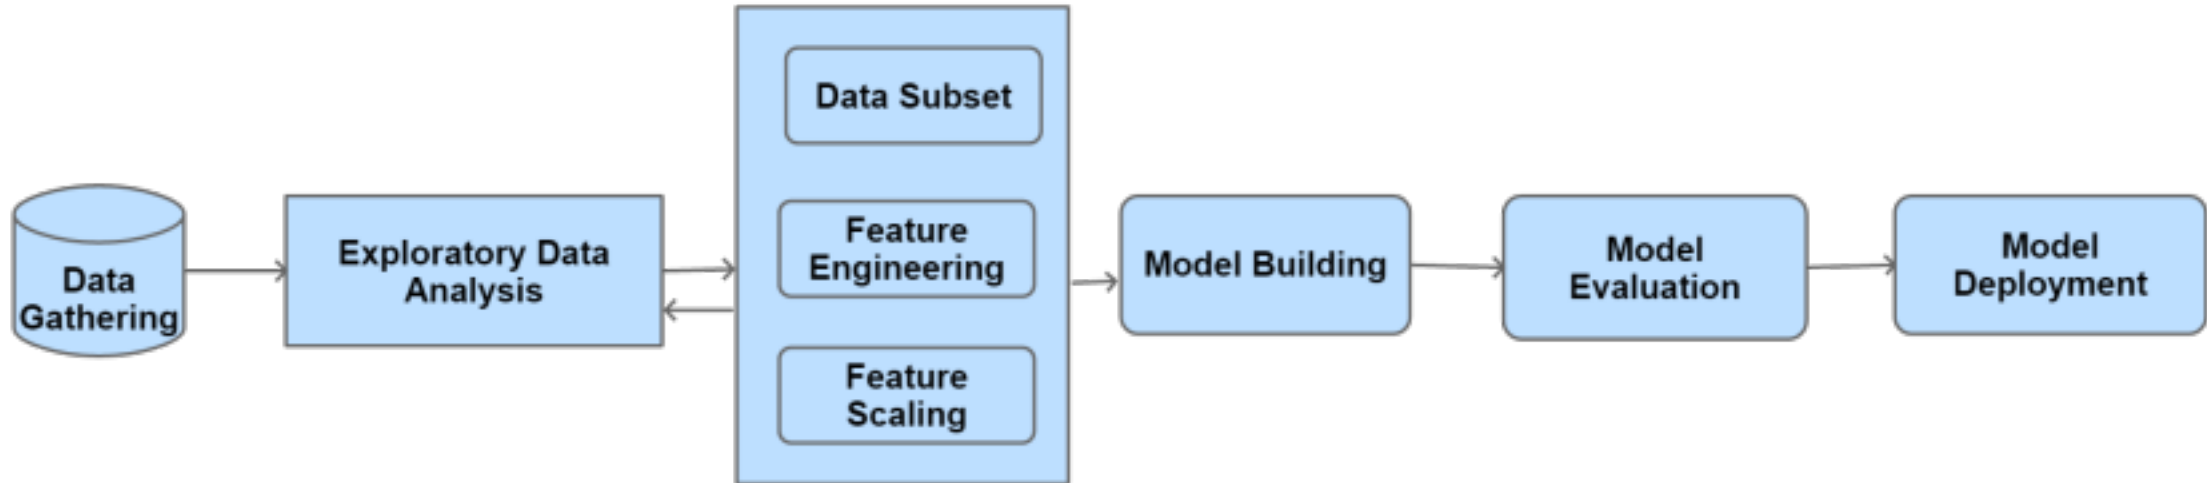 Data
Gathering
Exploratory Data
Analysis
Data Subset
Feature
Engineering
Feature
Scaling
Model Building
Model
Evaluation
Model
Deployment